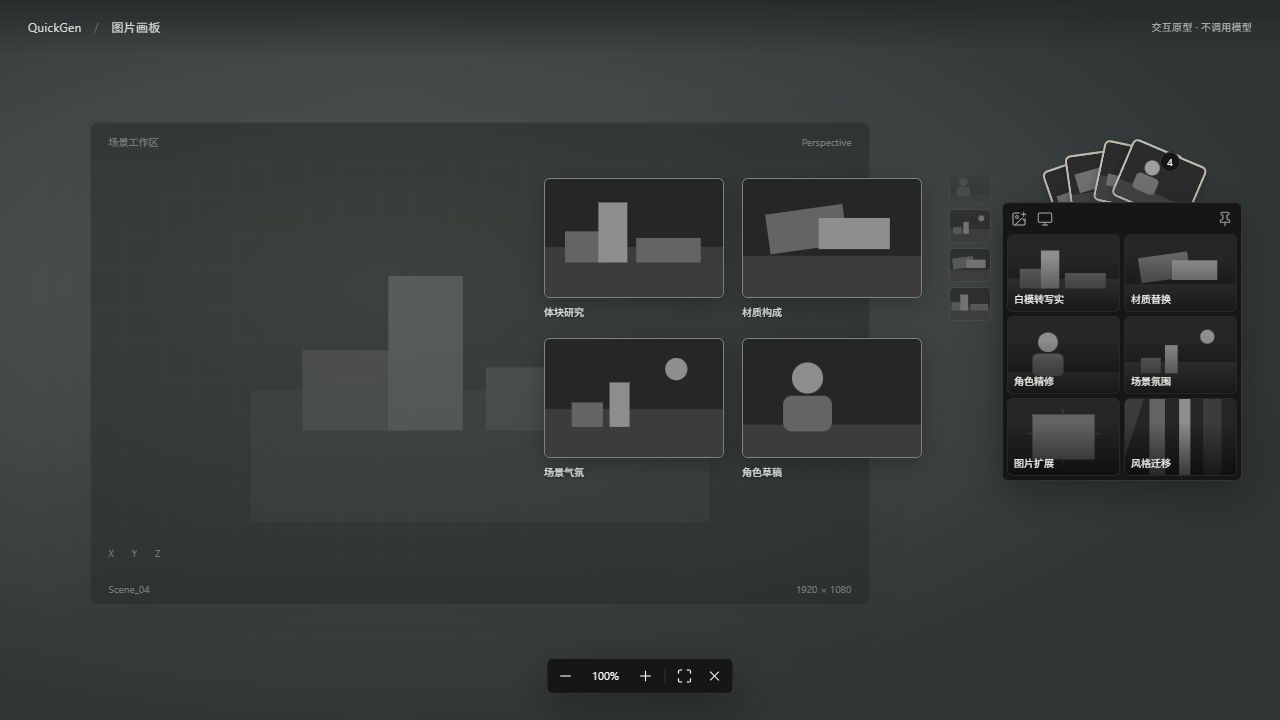 QuickGen / 图片画板
交互原型 · 不调用模型
场景工作区
Perspective
4
体块研究
材质构成
场景气氛
角色草稿
白模转写实
材质替换
角色精修
场景氛围
图片扩展
风格迁移
X Y Z
Scene_04
1920 × 1080
100%